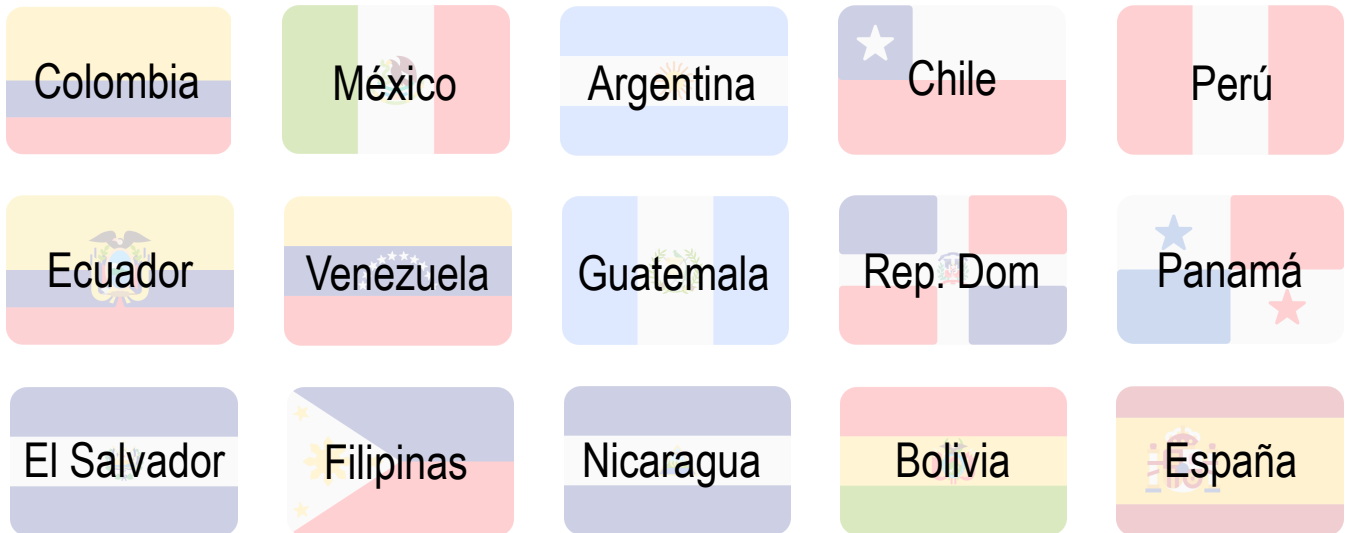 Colombia
México
Argentina
Chile
Perú
Ecuador
Venezuela
Guatemala
Rep. Dom
Panamá
El Salvador
Filipinas
Nicaragua
Bolivia
España